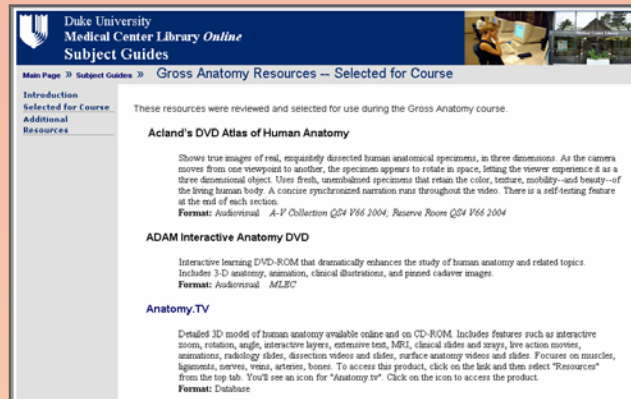 Duke University
Medical Center Library Online
Subject Guides
Main Page » Subject Guides » Gross Anatomy Resources -- Selected for Course
Introduction
Selected for Course
Additional
Resources
These resources were reviewed and selected for use during the Gross Anatomy course.
Acland's DVD Atlas of Human Anatomy
Shows true images of real, exquisitely dissected human anatomical specimens, in three dimensions. As the camera
moves from one viewpoint to another, the specimen appears to rotate in space, letting the viewer experience it as a
three dimensional object. Uses fresh, unembalmed specimens that retain the color, texture, mobility--and beauty--of
the living human body. A concise synchronized narration runs throughout the video. There is a self-testing feature
at the end of each section.
Format: Audiovisual A-V Collection QS4 V66 2004; Reserve Room QS4 V66 2004
ADAM Interactive Anatomy DVD
Interactive learning DVD-ROM that dramatically enhances the study of human anatomy and related topics.
Includes 3-D anatomy, animation, clinical illustrations, and pinned cadaver images.
Format: Audiovisual MLEC
Anatomy.TV
Detailed 3D model of human anatomy available online and on CD-ROM. Includes features such as interactive
zoom, rotation, angle, interactive layers, extensive text, MRI, clinical slides and xrays, live action movies,
animations, radiology slides, dissection videos and slides, surface anatomy videos and slides. Focuses on muscles,
ligaments, nerves, veins, arteries, bones. To access this product, click on the link and then select "Resources"
from the top tab. You'll see an icon for "Anatomy.tv". Click on the icon to access the product.
Format: Database